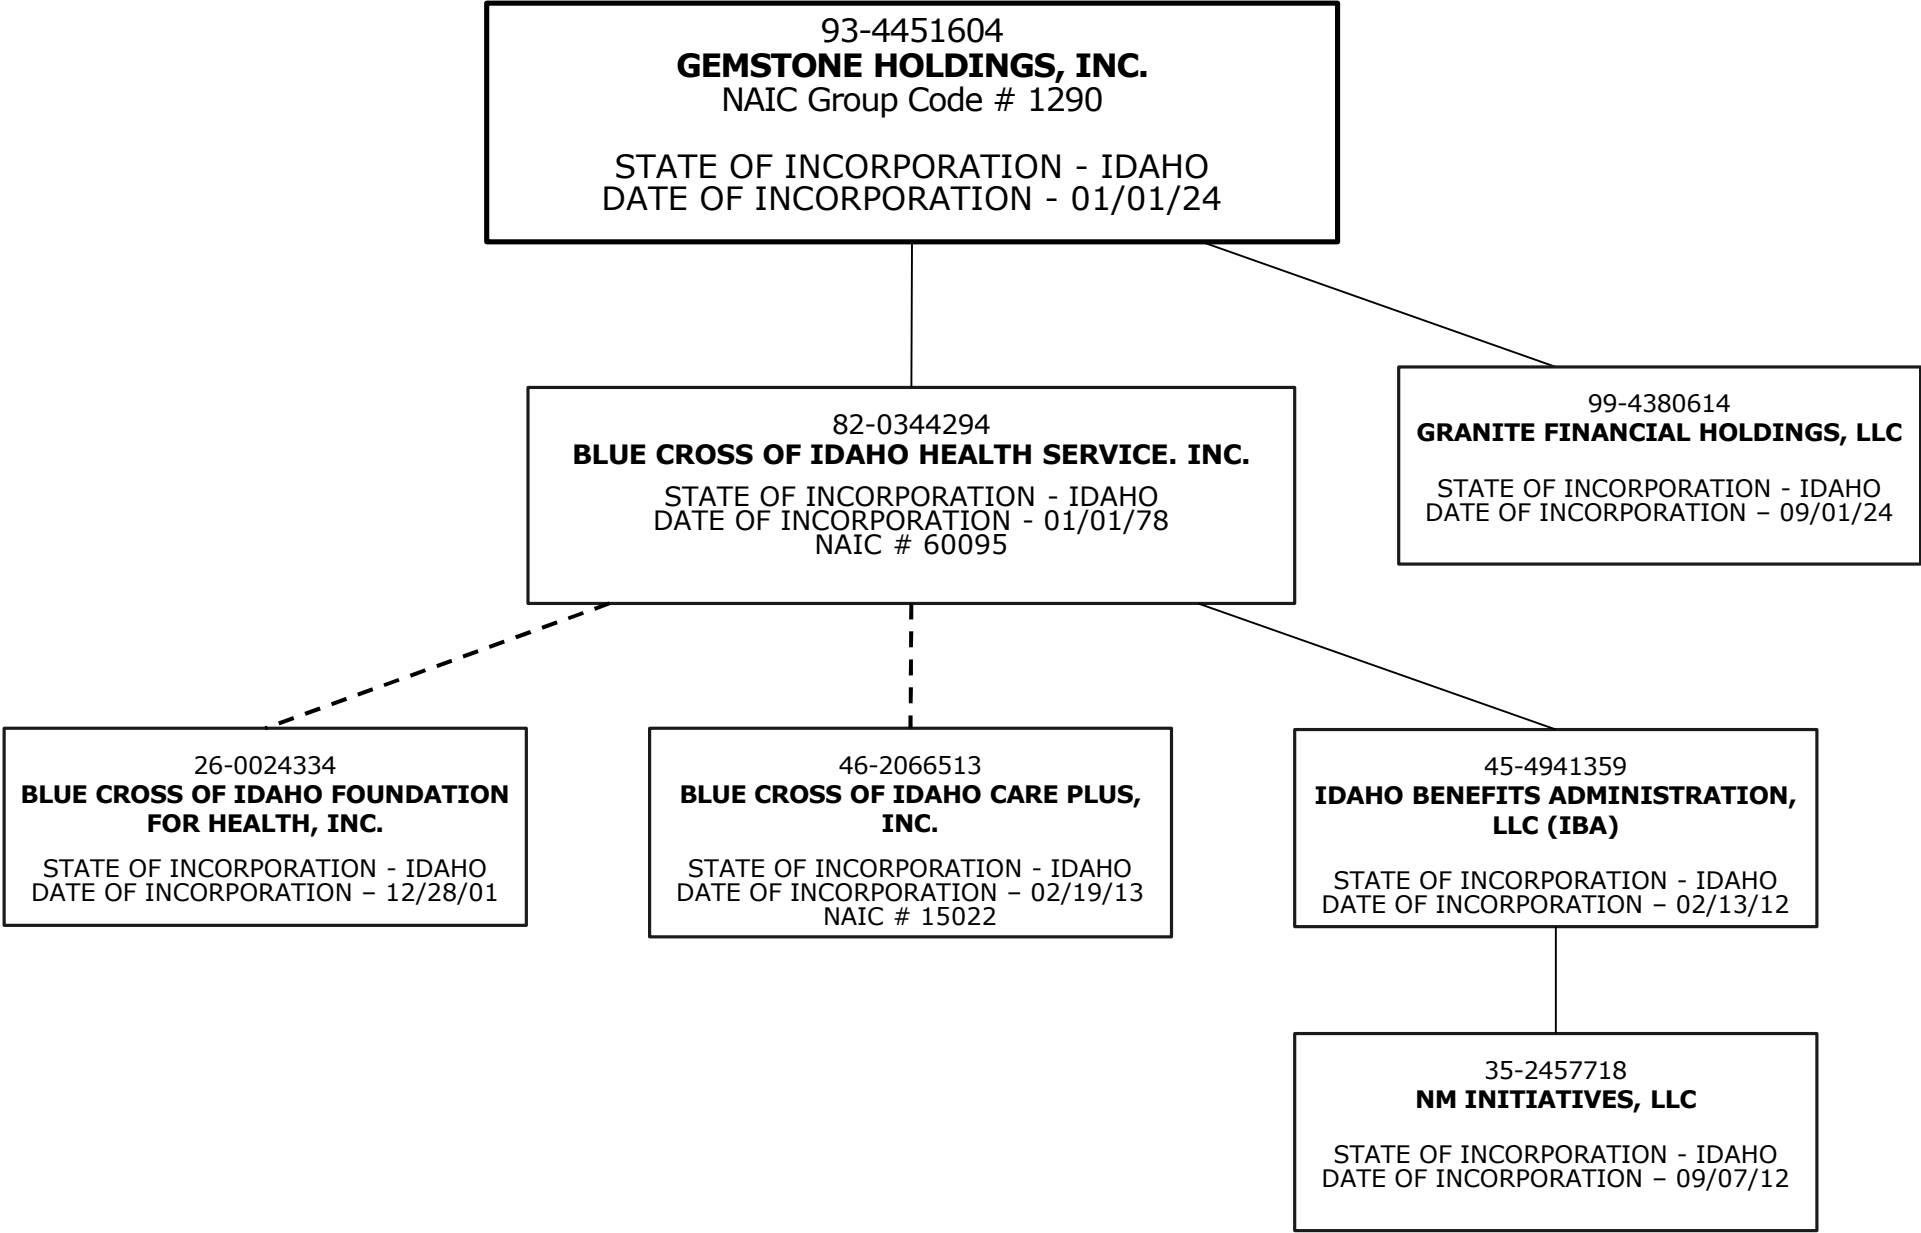 93-4451604
GEMSTONE HOLDINGS, INC.
NAIC Group Code # 1290
STATE OF INCORPORATION - IDAHO
DATE OF INCORPORATION - 01/01/24
82-0344294
BLUE CROSS OF IDAHO HEALTH SERVICE. INC.
STATE OF INCORPORATION - IDAHO
DATE OF INCORPORATION - 01/01/78
NAIC # 60095
99-4380614
GRANITE FINANCIAL HOLDINGS, LLC
STATE OF INCORPORATION - IDAHO
DATE OF INCORPORATION – 09/01/24
26-0024334
BLUE CROSS OF IDAHO FOUNDATION
FOR HEALTH, INC.
STATE OF INCORPORATION - IDAHO
DATE OF INCORPORATION – 12/28/01
46-2066513
BLUE CROSS OF IDAHO CARE PLUS,
INC.
STATE OF INCORPORATION - IDAHO
DATE OF INCORPORATION – 02/19/13
NAIC # 15022
45-4941359
IDAHO BENEFITS ADMINISTRATION,
LLC (IBA)
STATE OF INCORPORATION - IDAHO
DATE OF INCORPORATION – 02/13/12
35-2457718
NM INITIATIVES, LLC
STATE OF INCORPORATION - IDAHO
DATE OF INCORPORATION – 09/07/12